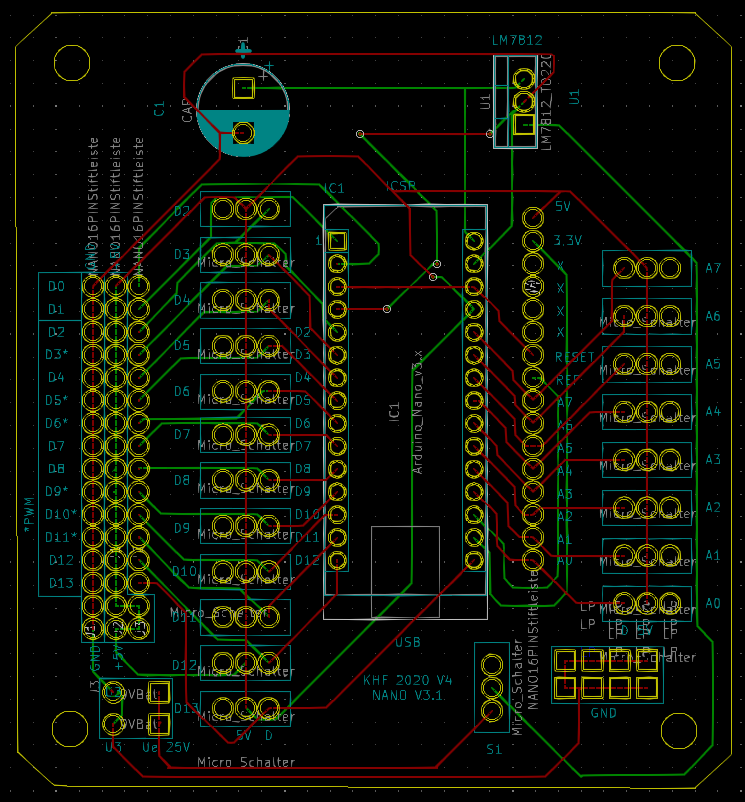 LM7812
C1
CAP
U1
U1
LM7812_TO220
NANO16PINStiftleiste
NANO16PINStiftleiste
NANO16PINStiftleiste
IC1
ICSP
D2
D3
Micro_Schalter
D4
Micro_Schalter
D5
Micro_Schalter
D6
Micro_Schalter
D7
Micro_Schalter
D8
Micro_Schalter
D9
Micro_Schalter
D10
Micro_Schalter
D11
Micro_Schalter
D12
Micro_Schalter
D13
Micro_Schalter
5V D
Micro_Schalter
D0
D1
D2
D3*
D4
D5*
D6*
D7
D8
D9*
D10*
D11*
D12
D13
*PWM
GND
+5V
J1
J2
J3
J3
9VBat
9VBat
U3
Ue 25V
1
D2
D3
D4
D5
D6
D7
D8
D9
D10
D11
D12
IC1
Arduino_Nano_v3.x
USB
5V
3.3V
X
X
X
X
RESET
REF
A7
A6
A5
A4
A3
A2
A1
A0
NANO16PINStiftleiste
A7
Micro_Schalter
A6
Micro_Schalter
A5
Micro_Schalter
A4
Micro_Schalter
A3
Micro_Schalter
A2
Micro_Schalter
A1
Micro_Schalter
A0
LP LP LP LP
LP LP LP LP
Micro_Schalter
GND
KHF 2020 V4
NANO V3.1.
Micro_Schalter
S1